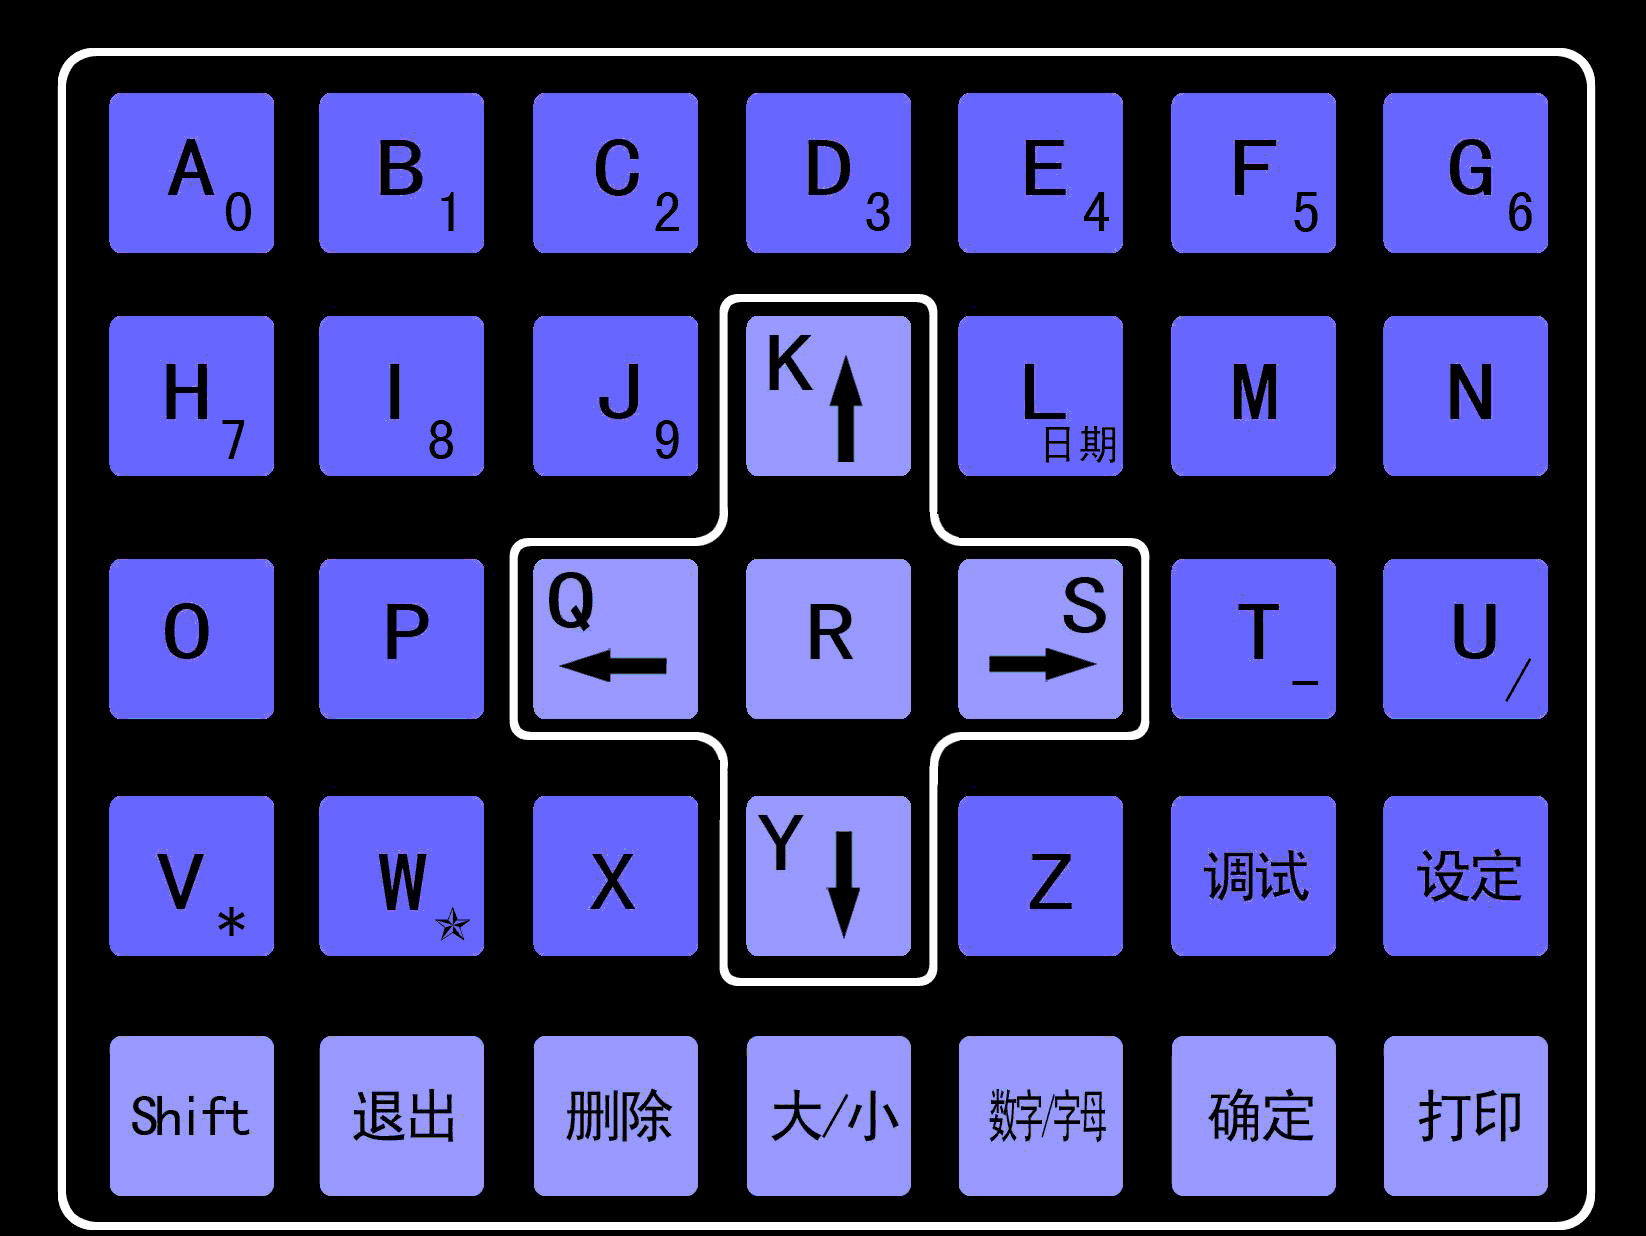 A 0 B 1 C 2 D 3 E 4 F 5 G 6
H 7 I 8 J 9 K ↑ L 日期 M N
O P Q ← R S → T - U /
V * W ☆ X Y ↓ Z 调试 设定
Shift 退出 删除 大/小 数字/字母 确定 打印